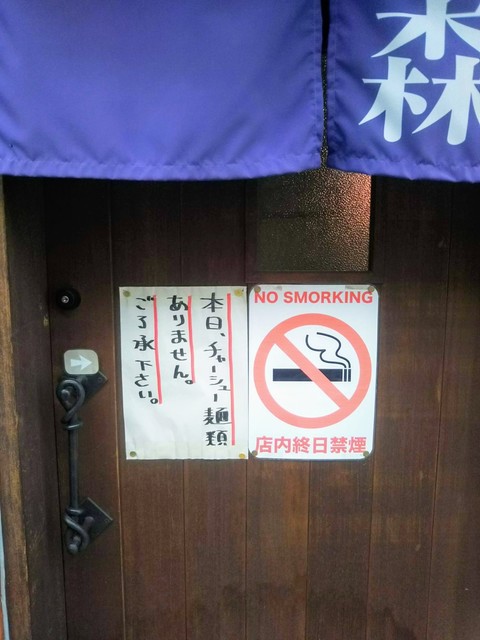 森
本日、チャーシュー麺類
ありません。
ご了承下さい。
NO SMORKING
店内終日禁煙